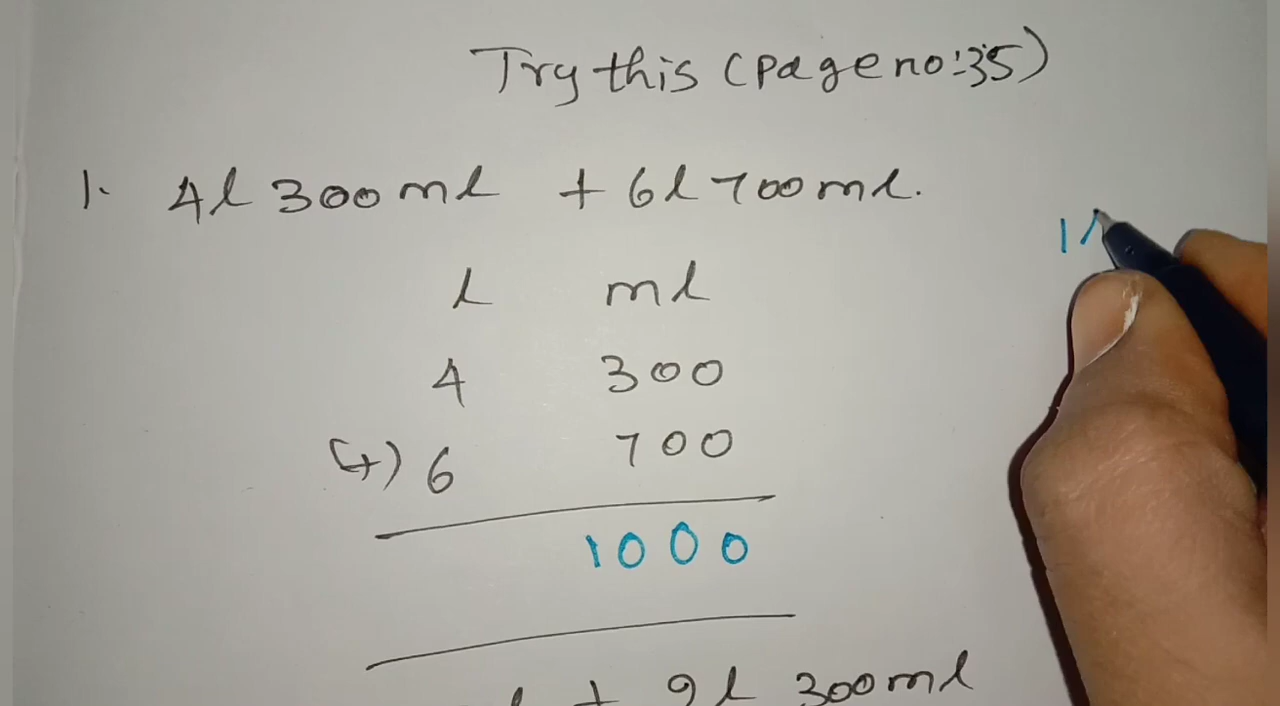 Try this (page no:35)
1. 4l 300ml + 6l 700ml.
l ml
4 300
(+) 6 700
1000
+ 9l 300ml